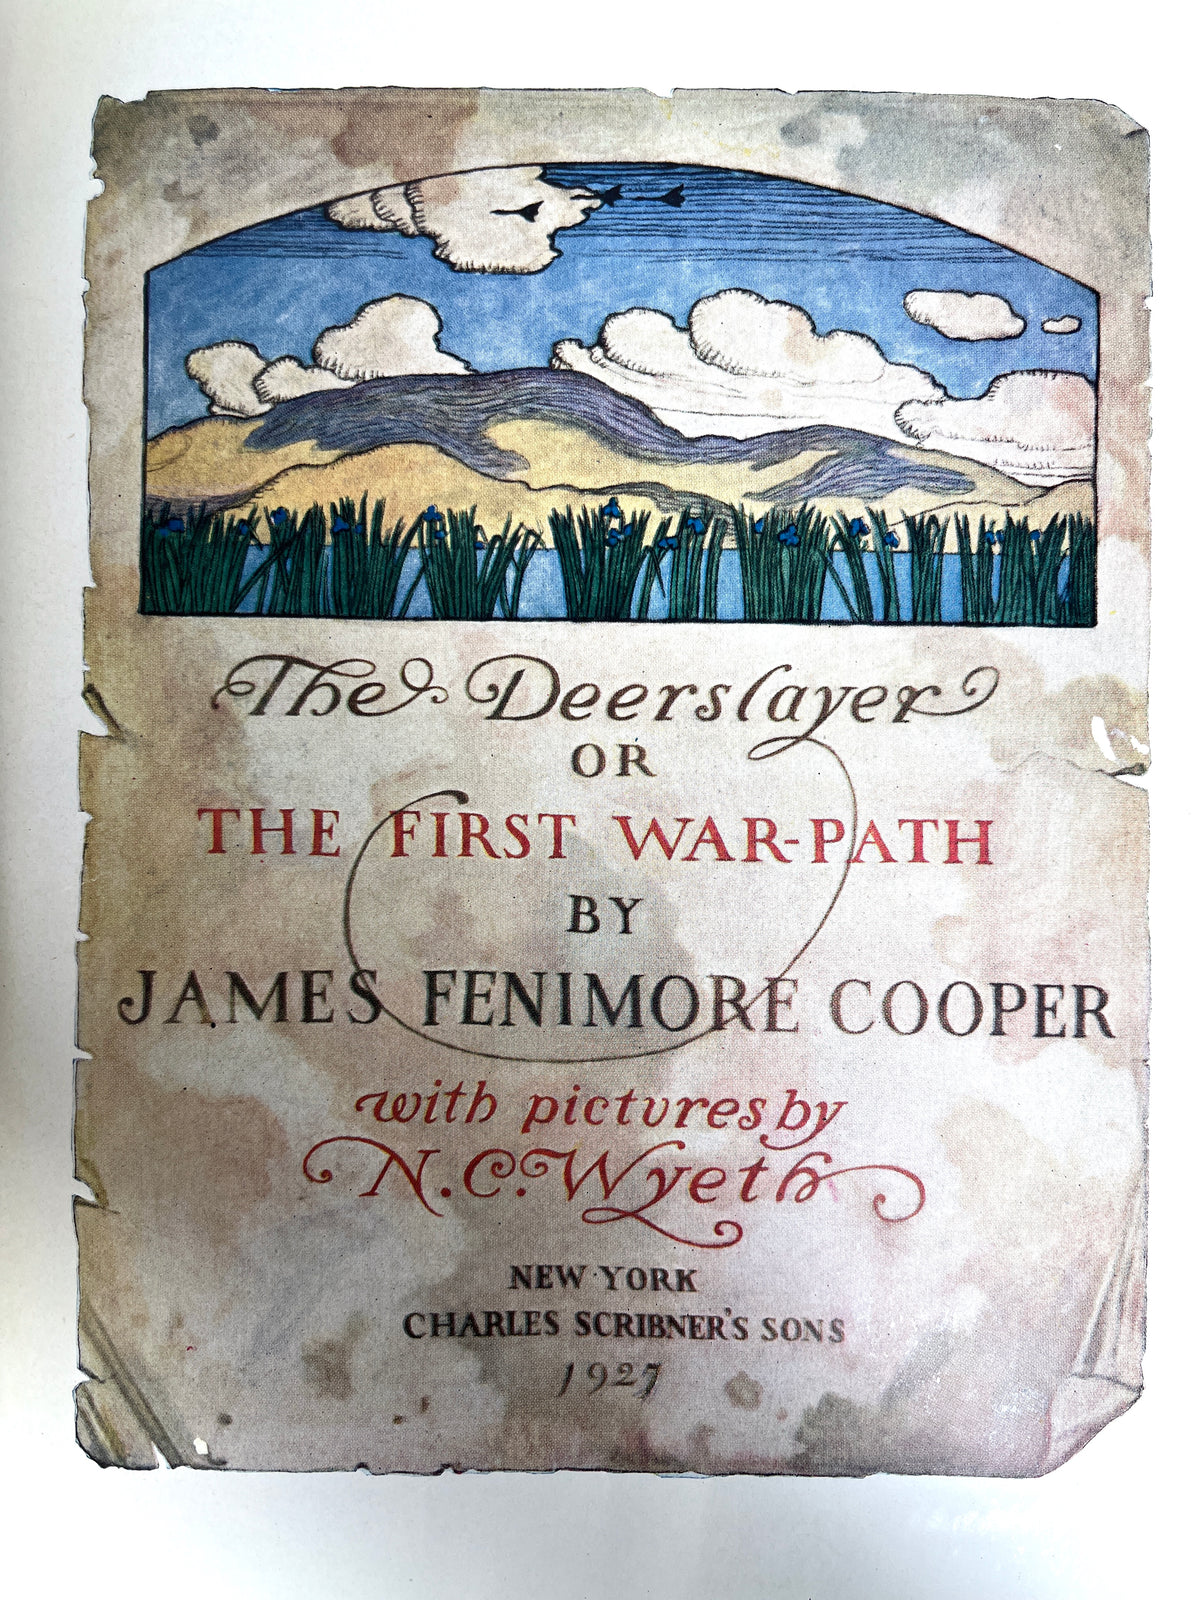 The Deerslayer
OR
THE FIRST WAR-PATH
BY
JAMES FENIMORE COOPER
with pictures by
N.C. Wyeth
NEW YORK
CHARLES SCRIBNER'S SONS
1927